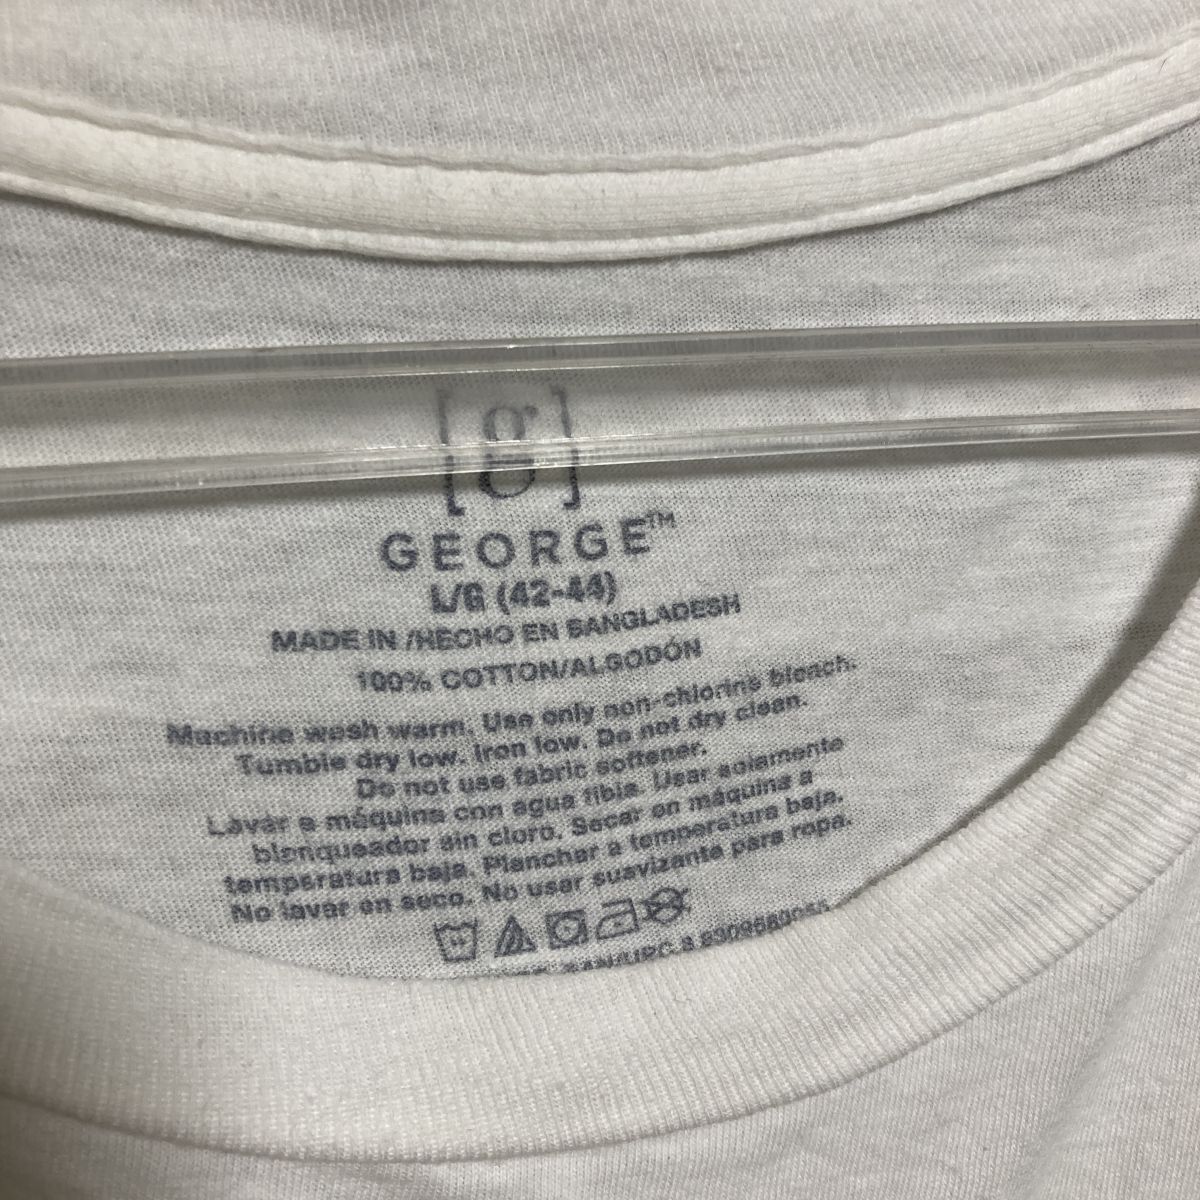 [g]
GEORGE™
L/G (42-44)
MADE IN /HECHO EN BANGLADESH
100% COTTON/ALGODÓN
Machine wash warm. Use only non-chlorine bleach.
Tumble dry low. Iron low. Do not dry clean.
Do not use fabric softener.
Lavar a máquina con agua tibia. Usar solamente
blanqueador sin cloro. Secar en máquina a
temperatura baja. Planchar a temperatura baja.
No lavar en seco. No usar suavizante para ropa.